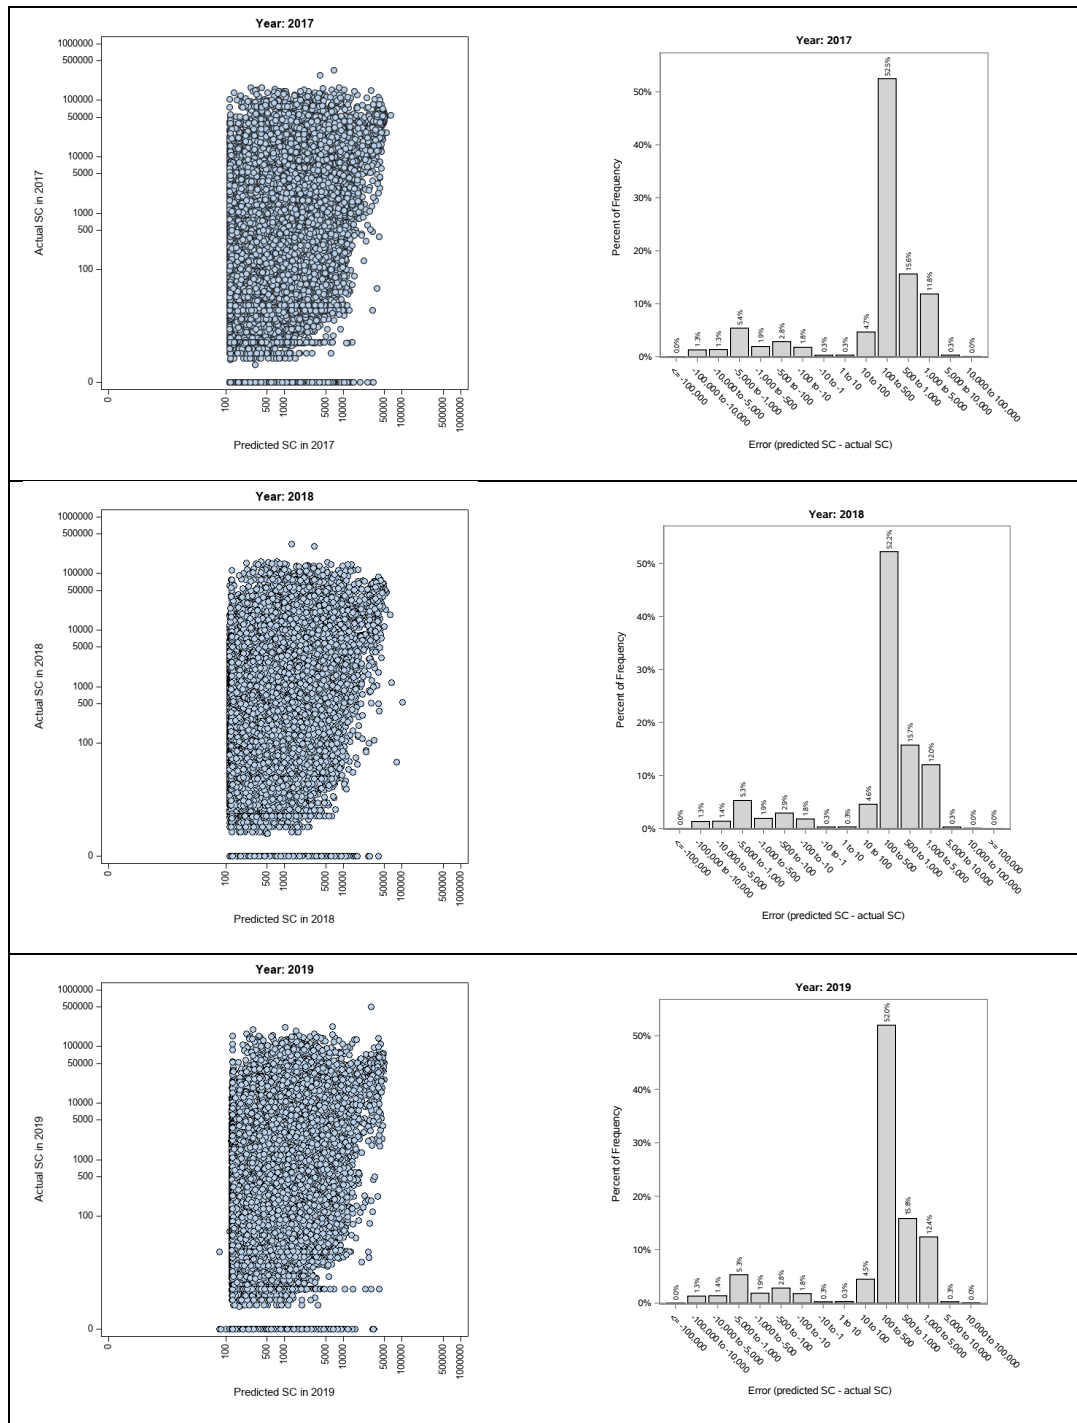 Year: 2017
1000000
500000
100000
50000
10000
5000
1000
500
100
0
Actual SC in 2017
0
100
500
1000
5000
10000
50000
100000
500000
1000000
Predicted SC in 2017
Year: 2017
50%
40%
30%
20%
10%
0%
Percent of Frequency
0.0%
1.3%
1.3%
5.4%
1.9%
2.8%
1.8%
0.3%
0.3%
4.7%
52.5%
15.6%
11.8%
0.3%
0.0%
<= -100,000
-100,000 to -10,000
-10,000 to -5,000
-5,000 to -1,000
-1,000 to -500
-500 to -100
-100 to -10
-10 to -1
1 to 10
10 to 100
100 to 500
500 to 1,000
1,000 to 5,000
5,000 to 10,000
10,000 to 100,000
Error (predicted SC - actual SC)
Year: 2018
1000000
500000
100000
50000
10000
5000
1000
500
100
0
Actual SC in 2018
0
100
500
1000
5000
10000
50000
100000
500000
1000000
Predicted SC in 2018
Year: 2018
50%
40%
30%
20%
10%
0%
Percent of Frequency
0.0%
1.3%
1.4%
5.3%
1.9%
2.9%
1.8%
0.3%
0.3%
4.6%
52.2%
15.7%
12.0%
0.3%
0.0%
0.0%
<= -100,000
-100,000 to -10,000
-10,000 to -5,000
-5,000 to -1,000
-1,000 to -500
-500 to -100
-100 to -10
-10 to -1
1 to 10
10 to 100
100 to 500
500 to 1,000
1,000 to 5,000
5,000 to 10,000
10,000 to 100,000
>= 100,000
Error (predicted SC - actual SC)
Year: 2019
1000000
500000
100000
50000
10000
5000
1000
500
100
0
Actual SC in 2019
0
100
500
1000
5000
10000
50000
100000
500000
1000000
Predicted SC in 2019
Year: 2019
50%
40%
30%
20%
10%
0%
Percent of Frequency
0.0%
1.3%
1.4%
5.3%
1.9%
2.8%
1.8%
0.3%
0.3%
4.5%
52.0%
15.8%
12.4%
0.3%
0.0%
<= -100,000
-100,000 to -10,000
-10,000 to -5,000
-5,000 to -1,000
-1,000 to -500
-500 to -100
-100 to -10
-10 to -1
1 to 10
10 to 100
100 to 500
500 to 1,000
1,000 to 5,000
5,000 to 10,000
10,000 to 100,000
Error (predicted SC - actual SC)